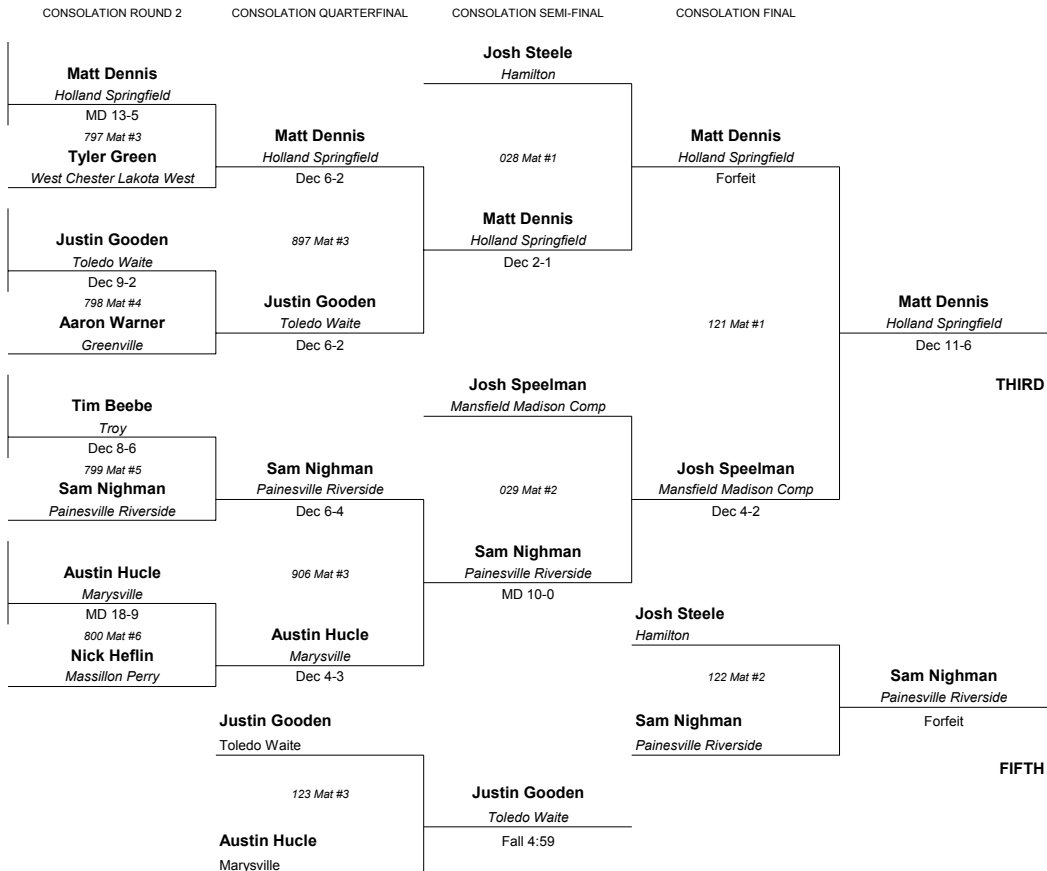 CONSOLATION ROUND 2
CONSOLATION QUARTERFINAL
CONSOLATION SEMI-FINAL
CONSOLATION FINAL
Matt Dennis
Holland Springfield
MD 13-5
797 Mat #3
Tyler Green
West Chester Lakota West
Justin Gooden
Toledo Waite
Dec 9-2
798 Mat #4
Aaron Warner
Greenville
Tim Beebe
Troy
Dec 8-6
799 Mat #5
Sam Nighman
Painesville Riverside
Austin Hucle
Marysville
MD 18-9
800 Mat #6
Nick Heflin
Massillon Perry
Matt Dennis
Holland Springfield
Dec 6-2
897 Mat #3
Justin Gooden
Toledo Waite
Dec 6-2
Sam Nighman
Painesville Riverside
Dec 6-4
906 Mat #3
Austin Hucle
Marysville
Dec 4-3
Justin Gooden
Toledo Waite
123 Mat #3
Austin Hucle
Marysville
Josh Steele
Hamilton
028 Mat #1
Matt Dennis
Holland Springfield
Dec 2-1
Josh Speelman
Mansfield Madison Comp
029 Mat #2
Sam Nighman
Painesville Riverside
MD 10-0
Justin Gooden
Toledo Waite
Fall 4:59
Matt Dennis
Holland Springfield
Forfeit
121 Mat #1
Josh Speelman
Mansfield Madison Comp
Dec 4-2
Josh Steele
Hamilton
122 Mat #2
Sam Nighman
Painesville Riverside
Matt Dennis
Holland Springfield
Dec 11-6
THIRD
Sam Nighman
Painesville Riverside
Forfeit
FIFTH